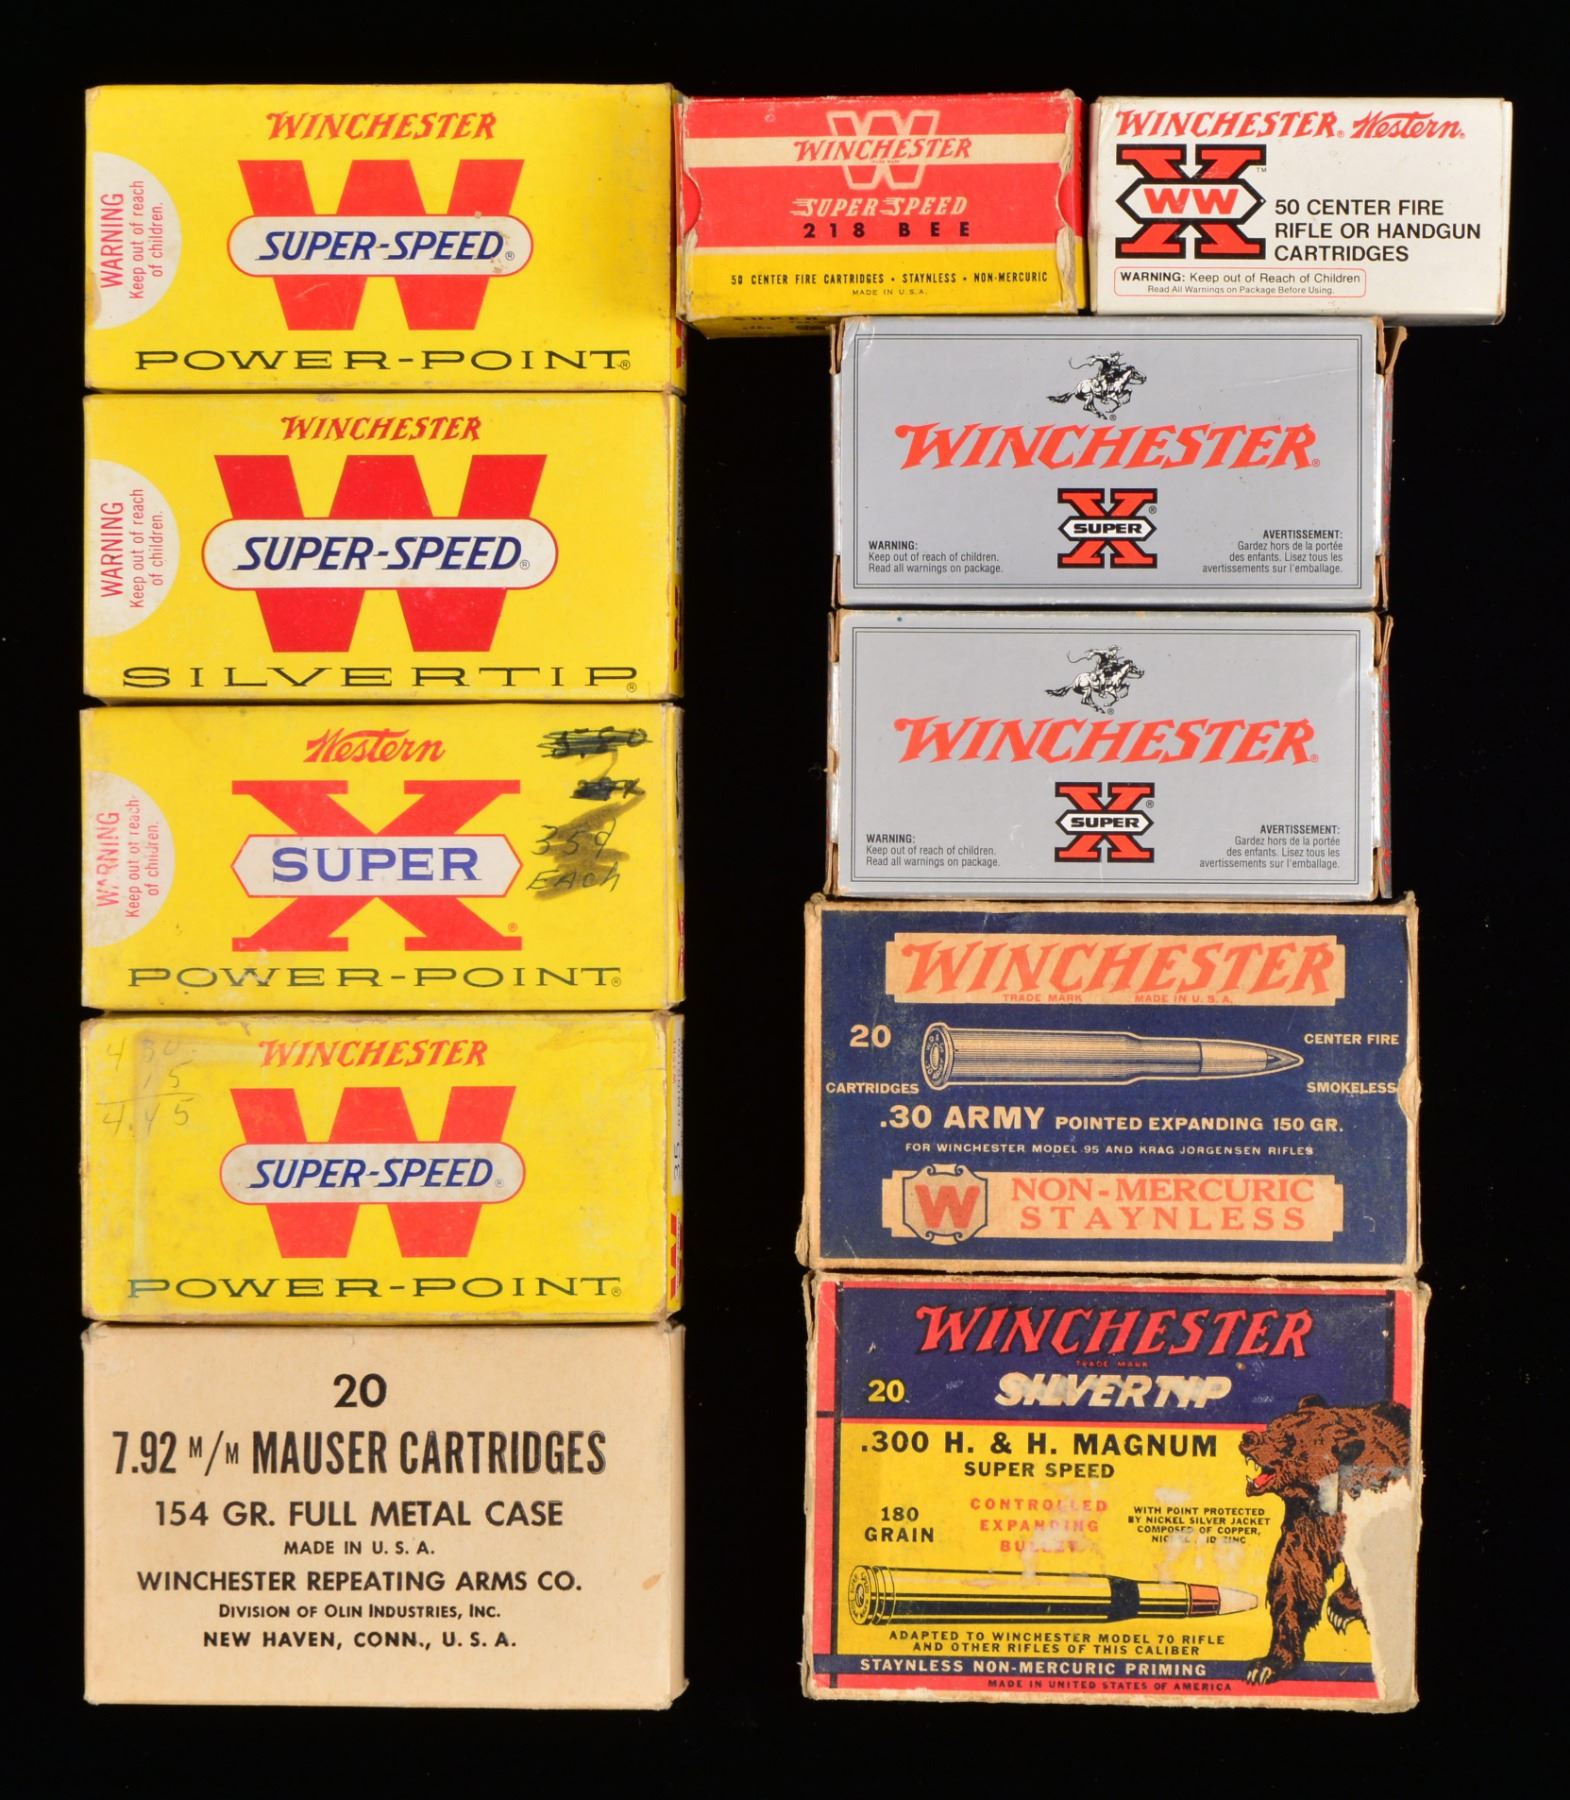 WINCHESTER
W
SUPER-SPEED®
POWER-POINT®
WARNING
Keep out of reach
of children.
WINCHESTER
W
SUPER-SPEED®
SILVERTIP®
WARNING
Keep out of reach
of children.
Western
X
SUPER
®
POWER-POINT®
WARNING
Keep out of reach
of children.
35¢
EACH
WINCHESTER
W
SUPER-SPEED®
POWER-POINT®
15
4.45
20
7.92 M/M MAUSER CARTRIDGES
154 GR. FULL METAL CASE
MADE IN U. S. A.
WINCHESTER REPEATING ARMS CO.
DIVISION OF OLIN INDUSTRIES, INC.
NEW HAVEN, CONN., U. S. A.
W
WINCHESTER
TRADE MARK
SUPER SPEED
218 BEE
50 CENTER FIRE CARTRIDGES • STAYNLESS • NON-MERCURIC
MADE IN U.S.A.
WINCHESTER® Western®
X
WW
TM
50 CENTER FIRE
RIFLE OR HANDGUN
CARTRIDGES
WARNING: Keep out of Reach of Children
Read All Warnings on Package Before Using.
WINCHESTER®
X
SUPER
®
WARNING:
Keep out of reach of children.
Read all warnings on package.
AVERTISSEMENT:
Gardez hors de la portée
des enfants. Lisez tous les
avertissements sur l'emballage.
WINCHESTER®
X
SUPER
®
WARNING:
Keep out of reach of children.
Read all warnings on package.
AVERTISSEMENT:
Gardez hors de la portée
des enfants. Lisez tous les
avertissements sur l'emballage.
WINCHESTER
TRADE MARK MADE IN U. S. A.
20
CENTER FIRE
CARTRIDGES
SMOKELESS
.30 ARMY POINTED EXPANDING 150 GR.
FOR WINCHESTER MODEL 95 AND KRAG JORGENSEN RIFLES
W
NON-MERCURIC
STAYNLESS
WINCHESTER
TRADE MARK
20
SILVERTIP
.300 H. & H. MAGNUM
SUPER SPEED
180
GRAIN
CONTROLLED
EXPANDING
BULLET
WITH POINT PROTECTED
BY NICKEL SILVER JACKET
COMPOSED OF COPPER,
ZINC
ADAPTED TO WINCHESTER MODEL 70 RIFLE
AND OTHER RIFLES OF THIS CALIBER
STAYNLESS NON-MERCURIC PRIMING
MADE IN UNITED STATES OF AMERICA